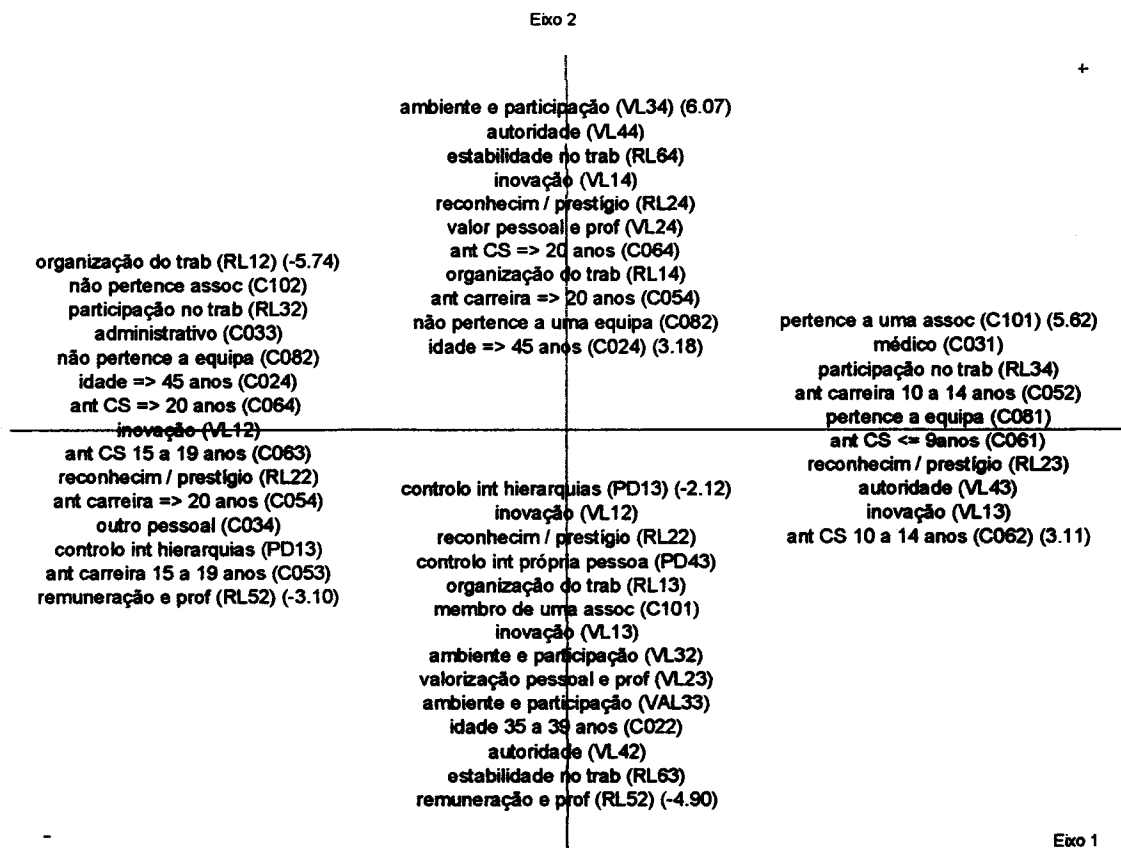 Eixo 2
+
ambiente e participação (VL34) (6.07)
autoridade (VL44)
estabilidade no trab (RL64)
inovação (VL14)
reconhecim / prestígio (RL24)
valor pessoal e prof (VL24)
ant CS => 20 anos (C064)
organização do trab (RL14)
ant carreira => 20 anos (C054)
não pertence a uma equipa (C082)
idade => 45 anos (C024) (3.18)
organização do trab (RL12) (-5.74)
não pertence assoc (C102)
participação no trab (RL32)
administrativo (C033)
não pertence a equipa (C082)
idade => 45 anos (C024)
ant CS => 20 anos (C064)
inovação (VL12)
ant CS 15 a 19 anos (C063)
reconhecim / prestígio (RL22)
ant carreira => 20 anos (C054)
outro pessoal (C034)
controlo int hierarquias (PD13)
ant carreira 15 a 19 anos (C053)
remuneração e prof (RL52) (-3.10)
pertence a uma assoc (C101) (5.62)
médico (C031)
participação no trab (RL34)
ant carreira 10 a 14 anos (C052)
pertence a equipa (C081)
ant CS <= 9anos (C061)
reconhecim / prestígio (RL23)
autoridade (VL43)
inovação (VL13)
ant CS 10 a 14 anos (C062) (3.11)
controlo int hierarquias (PD13) (-2.12)
inovação (VL12)
reconhecim / prestígio (RL22)
controlo int própria pessoa (PD43)
organização do trab (RL13)
membro de uma assoc (C101)
inovação (VL13)
ambiente e participação (VL32)
valorização pessoal e prof (VL23)
ambiente e participação (VAL33)
idade 35 a 39 anos (C022)
autoridade (VL42)
estabilidade no trab (RL63)
remuneração e prof (RL52) (-4.90)
-
Eixo 1